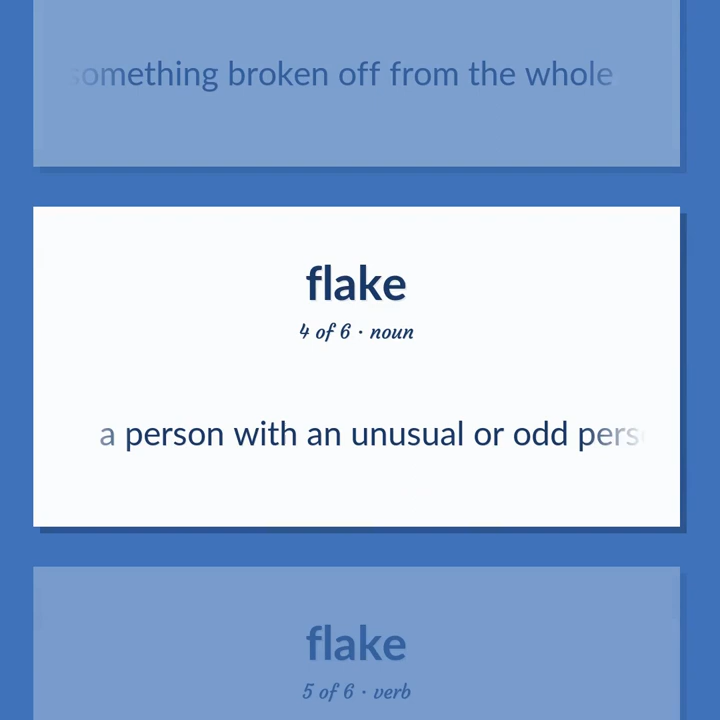 something broken off from the whole
flake
4 of 6 · noun
a person with an unusual or odd pers
flake
5 of 6 · verb